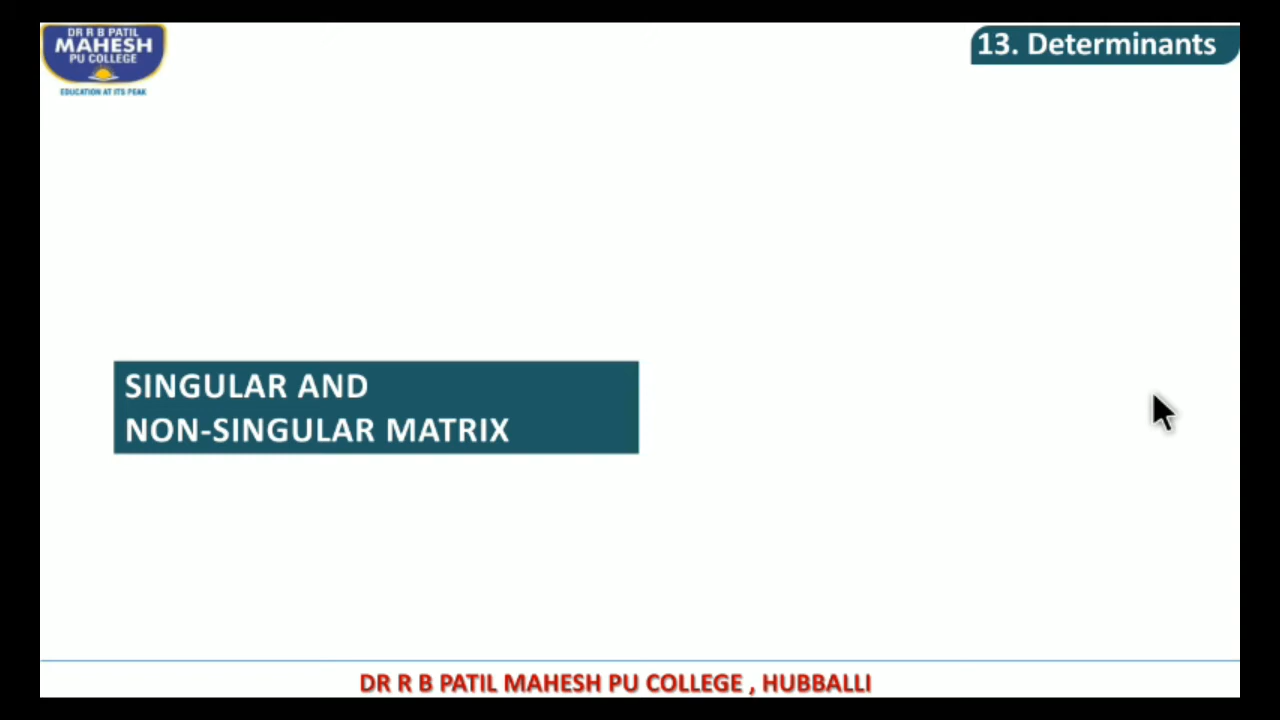 DR R B PATIL
MAHESH
PU COLLEGE
EDUCATION AT ITS PEAK
13. Determinants
SINGULAR AND
NON-SINGULAR MATRIX
DR R B PATIL MAHESH PU COLLEGE , HUBBALLI